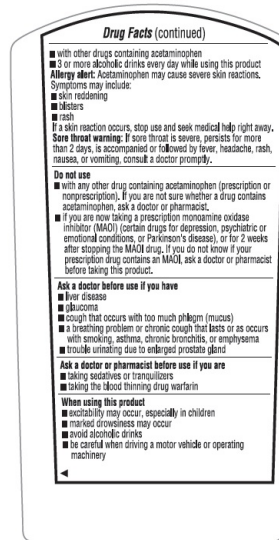 Drug Facts (continued)
■ with other drugs containing acetaminophen
■ 3 or more alcoholic drinks every day while using this product
Allergy alert: Acetaminophen may cause severe skin reactions.
Symptoms may include:
■ skin reddening
■ blisters
■ rash
If a skin reaction occurs, stop use and seek medical help right away.
Sore throat warning: If sore throat is severe, persists for more
than 2 days, is accompanied or followed by fever, headache, rash,
nausea, or vomiting, consult a doctor promptly.
Do not use
■ with any other drug containing acetaminophen (prescription or
nonprescription). If you are not sure whether a drug contains
acetaminophen, ask a doctor or pharmacist.
■ if you are now taking a prescription monoamine oxidase
inhibitor (MAOI) (certain drugs for depression, psychiatric or
emotional conditions, or Parkinson's disease), or for 2 weeks
after stopping the MAOI drug. If you do not know if your
prescription drug contains an MAOI, ask a doctor or pharmacist
before taking this product.
Ask a doctor before use if you have
■ liver disease
■ glaucoma
■ cough that occurs with too much phlegm (mucus)
■ a breathing problem or chronic cough that lasts or as occurs
with smoking, asthma, chronic bronchitis, or emphysema
■ trouble urinating due to enlarged prostate gland
Ask a doctor or pharmacist before use if you are
■ taking sedatives or tranquilizers
■ taking the blood thinning drug warfarin
When using this product
■ excitability may occur, especially in children
■ marked drowsiness may occur
■ avoid alcoholic drinks
■ be careful when driving a motor vehicle or operating
machinery